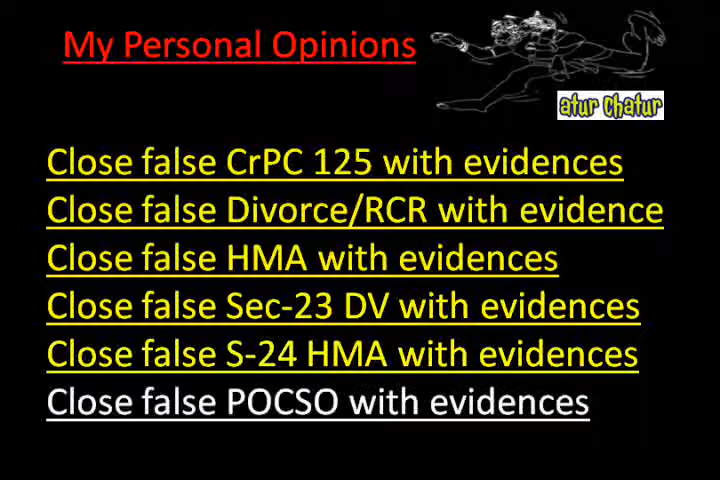 My Personal Opinions
atur Chatur
Close false CrPC 125 with evidences
Close false Divorce/RCR with evidence
Close false HMA with evidences
Close false Sec-23 DV with evidences
Close false S-24 HMA with evidences
Close false POCSO with evidences